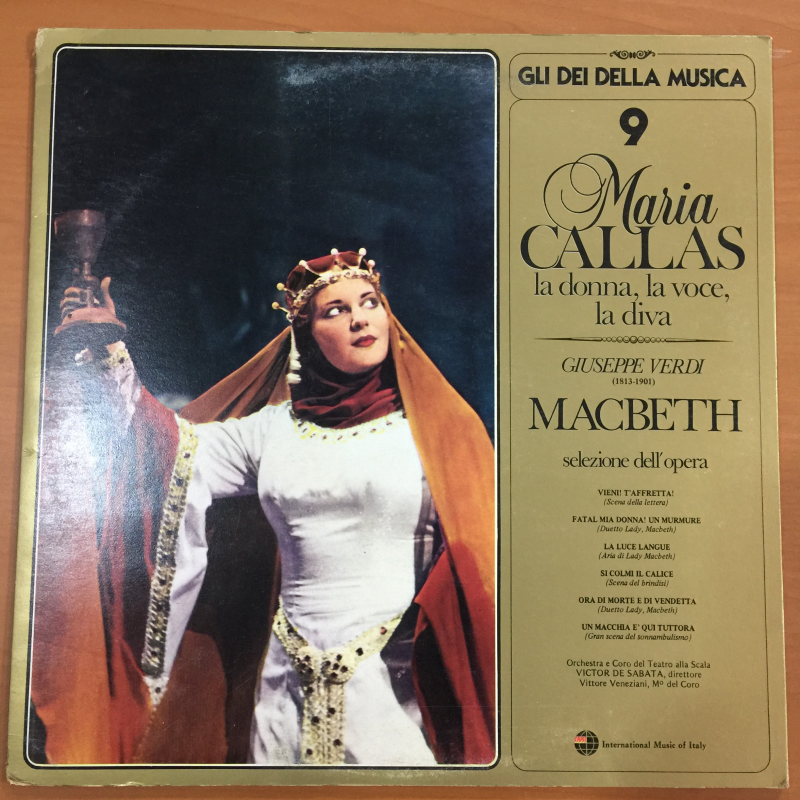 GLI DEI DELLA MUSICA
9
Maria
CALLAS
la donna, la voce,
la diva
GIUSEPPE VERDI
(1813-1901)
MACBETH
selezione dell'opera
VIENI! T'AFFRETTA!
(Scena della lettera)
FATAL MIA DONNA! UN MURMURE
(Duetto Lady, Macbeth)
LA LUCE LANGUE
(Aria di Lady Macbeth)
SI COLMI IL CALICE
(Scena del brindisi)
ORA DI MORTE E DI VENDETTA
(Duetto Lady, Macbeth)
UN MACCHIA E' QUI TUTTORA
(Gran scena del sonnambulismo)
Orchestra e Coro del Teatro alla Scala
VICTOR DE SABATA, direttore
Vittore Veneziani, Mº del Coro
International Music of Italy